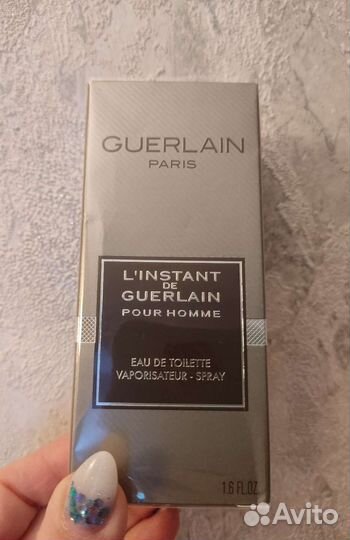 GUERLAIN
PARIS
L'INSTANT
DE
GUERLAIN
POUR HOMME
EAU DE TOILETTE
VAPORISATEUR - SPRAY
1.6 FL.OZ
Avito